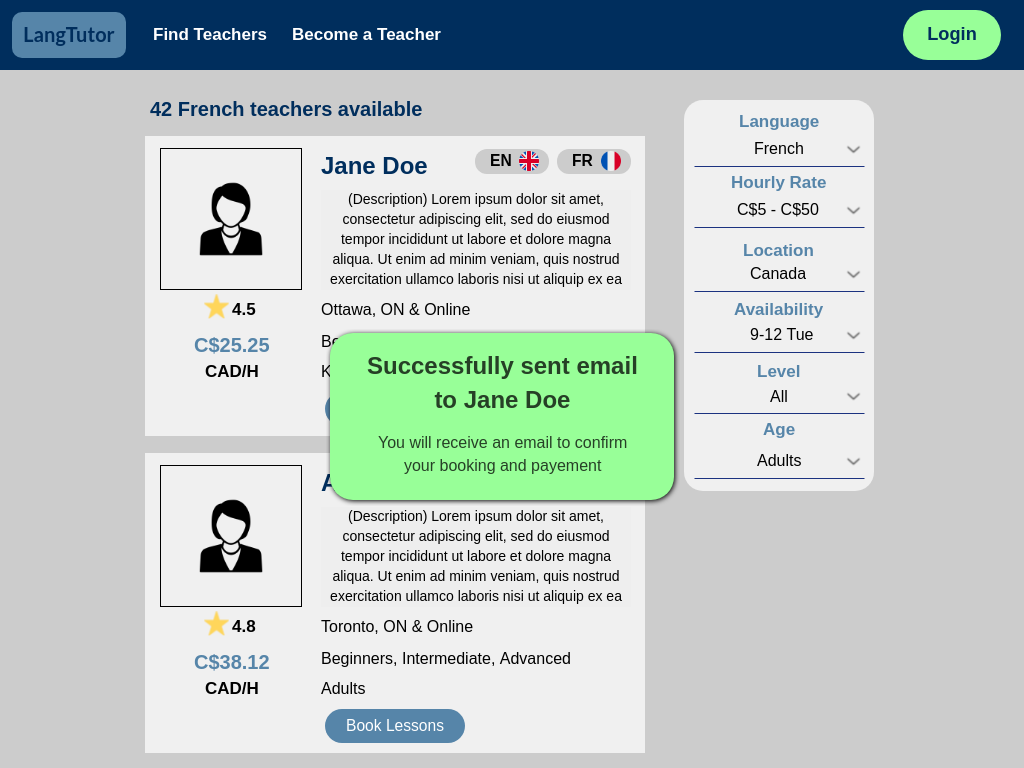 LangTutor
Find Teachers
Become a Teacher
Login
42 French teachers available
Jane Doe
EN
FR
(Description) Lorem ipsum dolor sit amet,
consectetur adipiscing elit, sed do eiusmod
tempor incididunt ut labore et dolore magna
aliqua. Ut enim ad minim veniam, quis nostrud
exercitation ullamco laboris nisi ut aliquip ex ea
4.5
C$25.25
CAD/H
Ottawa, ON & Online
Successfully sent email
to Jane Doe
You will receive an email to confirm
your booking and payement
(Description) Lorem ipsum dolor sit amet,
consectetur adipiscing elit, sed do eiusmod
tempor incididunt ut labore et dolore magna
aliqua. Ut enim ad minim veniam, quis nostrud
exercitation ullamco laboris nisi ut aliquip ex ea
4.8
C$38.12
CAD/H
Toronto, ON & Online
Beginners, Intermediate, Advanced
Adults
Book Lessons
Language
French
Hourly Rate
C$5 - C$50
Location
Canada
Availability
9-12 Tue
Level
All
Age
Adults